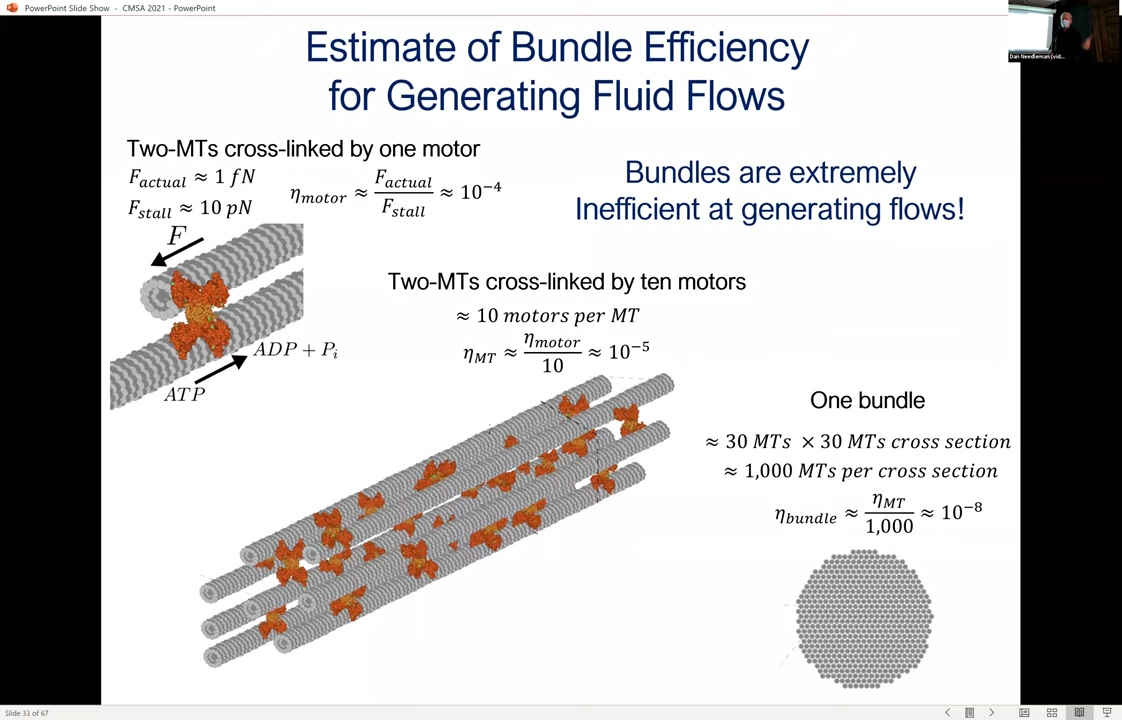 PowerPoint Slide Show - CMSA 2021 - PowerPoint
Dan Needleman (vid...
Estimate of Bundle Efficiency
for Generating Fluid Flows
Two-MTs cross-linked by one motor
F_actual ≈ 1 fN
F_stall ≈ 10 pN
η_motor ≈ F_actual / F_stall ≈ 10^-4
Bundles are extremely
Inefficient at generating flows!
F
ADP + P_i
ATP
Two-MTs cross-linked by ten motors
≈ 10 motors per MT
η_MT ≈ η_motor / 10 ≈ 10^-5
One bundle
≈ 30 MTs × 30 MTs cross section
≈ 1,000 MTs per cross section
η_bundle ≈ η_MT / 1,000 ≈ 10^-8
Slide 33 of 67